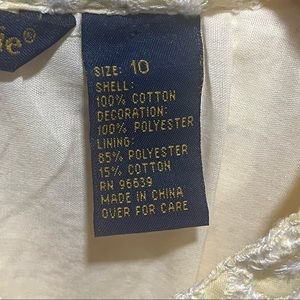 ie®
SIZE: 10
SHELL:
100% COTTON
DECORATION:
100% POLYESTER
LINING:
85% POLYESTER
15% COTTON
RN 96639
MADE IN CHINA
OVER FOR CARE